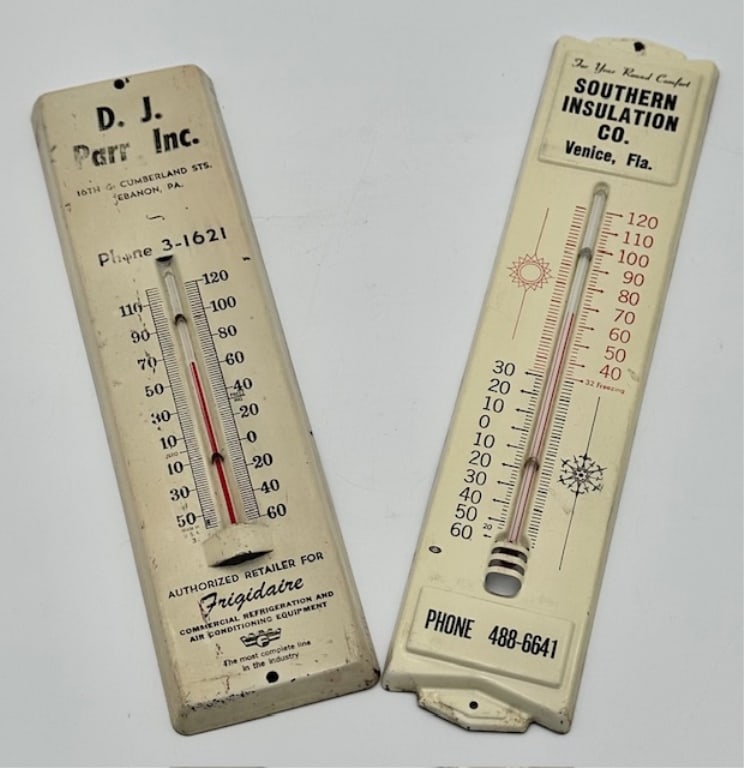 D. J.
Parr Inc.
16TH & CUMBERLAND STS.
LEBANON, PA.
Phone 3-1621
120
110 100
90 80
70 60
50 40
30 20
10 0
ZERO
10 20
30 40
50 60
MADE IN
U.S.A.
AUTHORIZED RETAILER FOR
Frigidaire
COMMERCIAL REFRIGERATION AND
AIR CONDITIONING EQUIPMENT
The most complete line
in the industry
For Year Round Comfort
SOUTHERN
INSULATION
CO.
Venice, Fla.
120
110
100
90
80
70
60
50
40
32 freezing
30
20
10
0
10
20
30
40
50
20
60
PHONE 488-6641